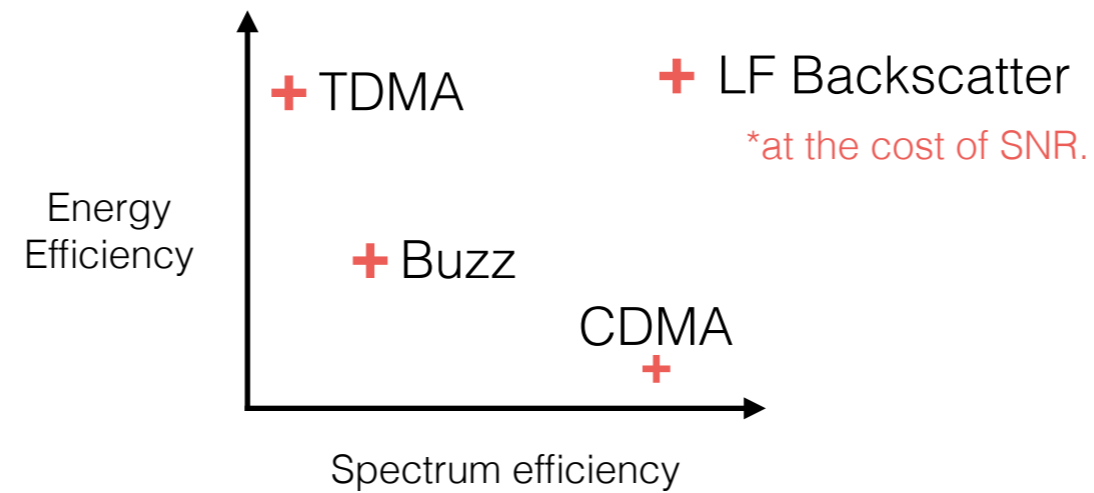 TDMA
LF Backscatter
*at the cost of SNR.
Energy
Efficiency
Buzz
CDMA
Spectrum efficiency